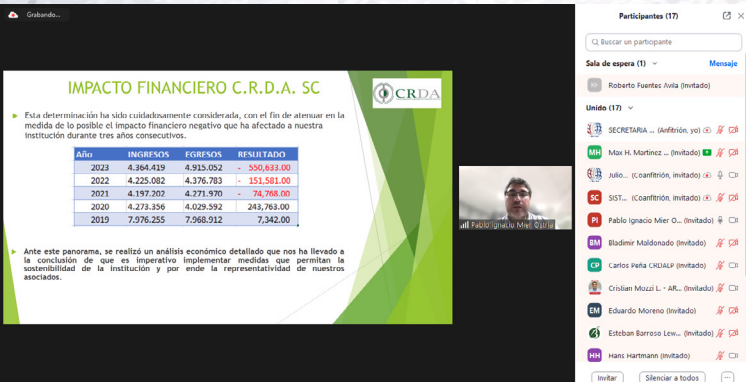 Grabando...
IMPACTO FINANCIERO C.R.D.A. SC
CRDA
Esta determinación ha sido cuidadosamente considerada, con el fin de atenuar en la
medida de lo posible el impacto financiero negativo que ha afectado a nuestra
institución durante tres años consecutivos.
Año INGRESOS EGRESOS RESULTADO
2023 4.364.419 4.915.052 - 550,633.00
2022 4.225.082 4.376.783 - 151,581.00
2021 4.197.202 4.271.970 - 74,768.00
2020 4.273.356 4.029.592 243,763.00
2019 7.976.255 7.968.912 7,342.00
Ante este panorama, se realizó un análisis económico detallado que nos ha llevado a
la conclusión de que es imperativo implementar medidas que permitan la
sostenibilidad de la institución y por ende la representatividad de nuestros
asociados.
Pablo Ignacio Mier Ostria
Participantes (17)
Buscar un participante
Sala de espera (1) Mensaje
Roberto Fuentes Avila (Invitado)
Unido (17)
SECRETARIA ... (Anfitrión, yo)
MH Max H. Martinez ... (Invitado)
Julio... (Coanfitrión, invitado)
SC SIST... (Coanfitrión, invitado)
PI Pablo Ignacio Mier O... (Invitado)
BM Bladimir Maldonado (Invitado)
CP Carlos Peña CRDALP (Invitado)
Cristian Mozzi L. - AR... (Invitado)
EM Eduardo Moreno (Invitado)
Esteban Barroso Lew... (Invitado)
HH Hans Hartmann (Invitado)
Invitar Silenciar a todos ...